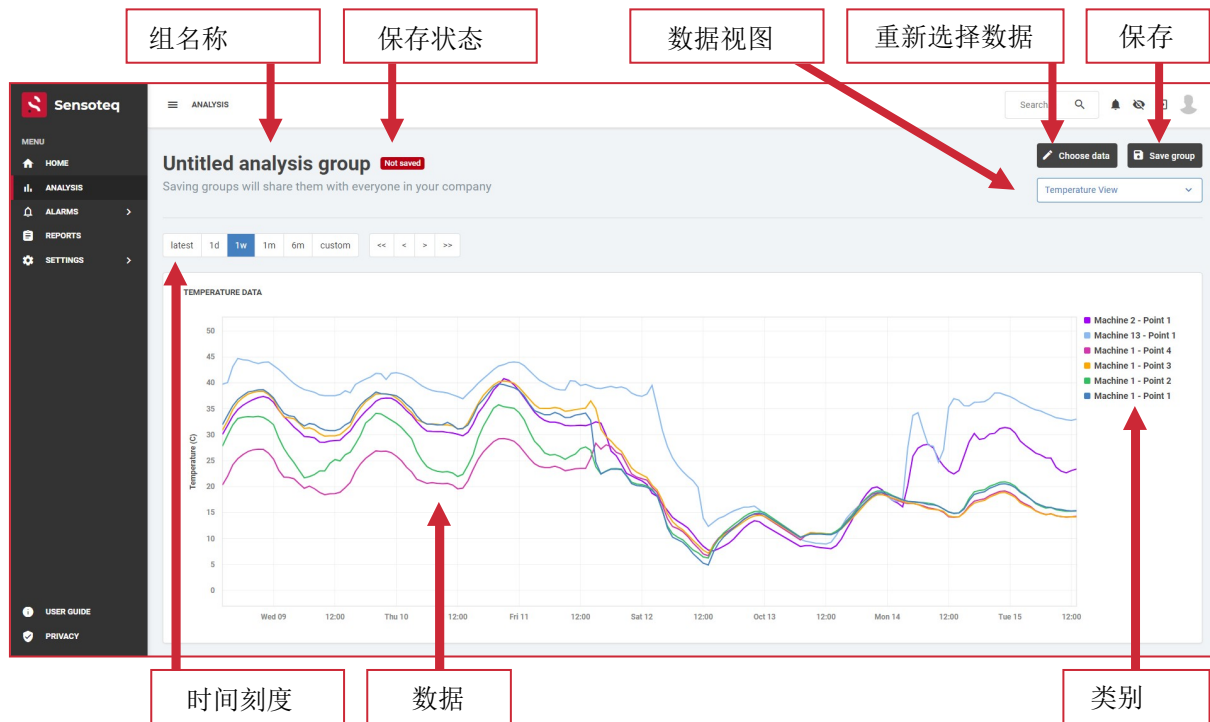 组名称
保存状态
数据视图
重新选择数据
保存
Sensoteq
ANALYSIS
Search
MENU
HOME
ANALYSIS
ALARMS
REPORTS
SETTINGS
Untitled analysis group Not saved
Saving groups will share them with everyone in your company
Choose data
Save group
Temperature View
latest 1d 1w 1m 6m custom << < > >>
TEMPERATURE DATA
Machine 2 - Point 1
Machine 13 - Point 1
Machine 1 - Point 4
Machine 1 - Point 3
Machine 1 - Point 2
Machine 1 - Point 1
Temperature (C)
50
45
40
35
30
25
20
15
10
5
0
Wed 09 12:00 Thu 10 12:00 Fri 11 12:00 Sat 12 12:00 Oct 13 12:00 Mon 14 12:00 Tue 15 12:00
USER GUIDE
PRIVACY
时间刻度
数据
类别